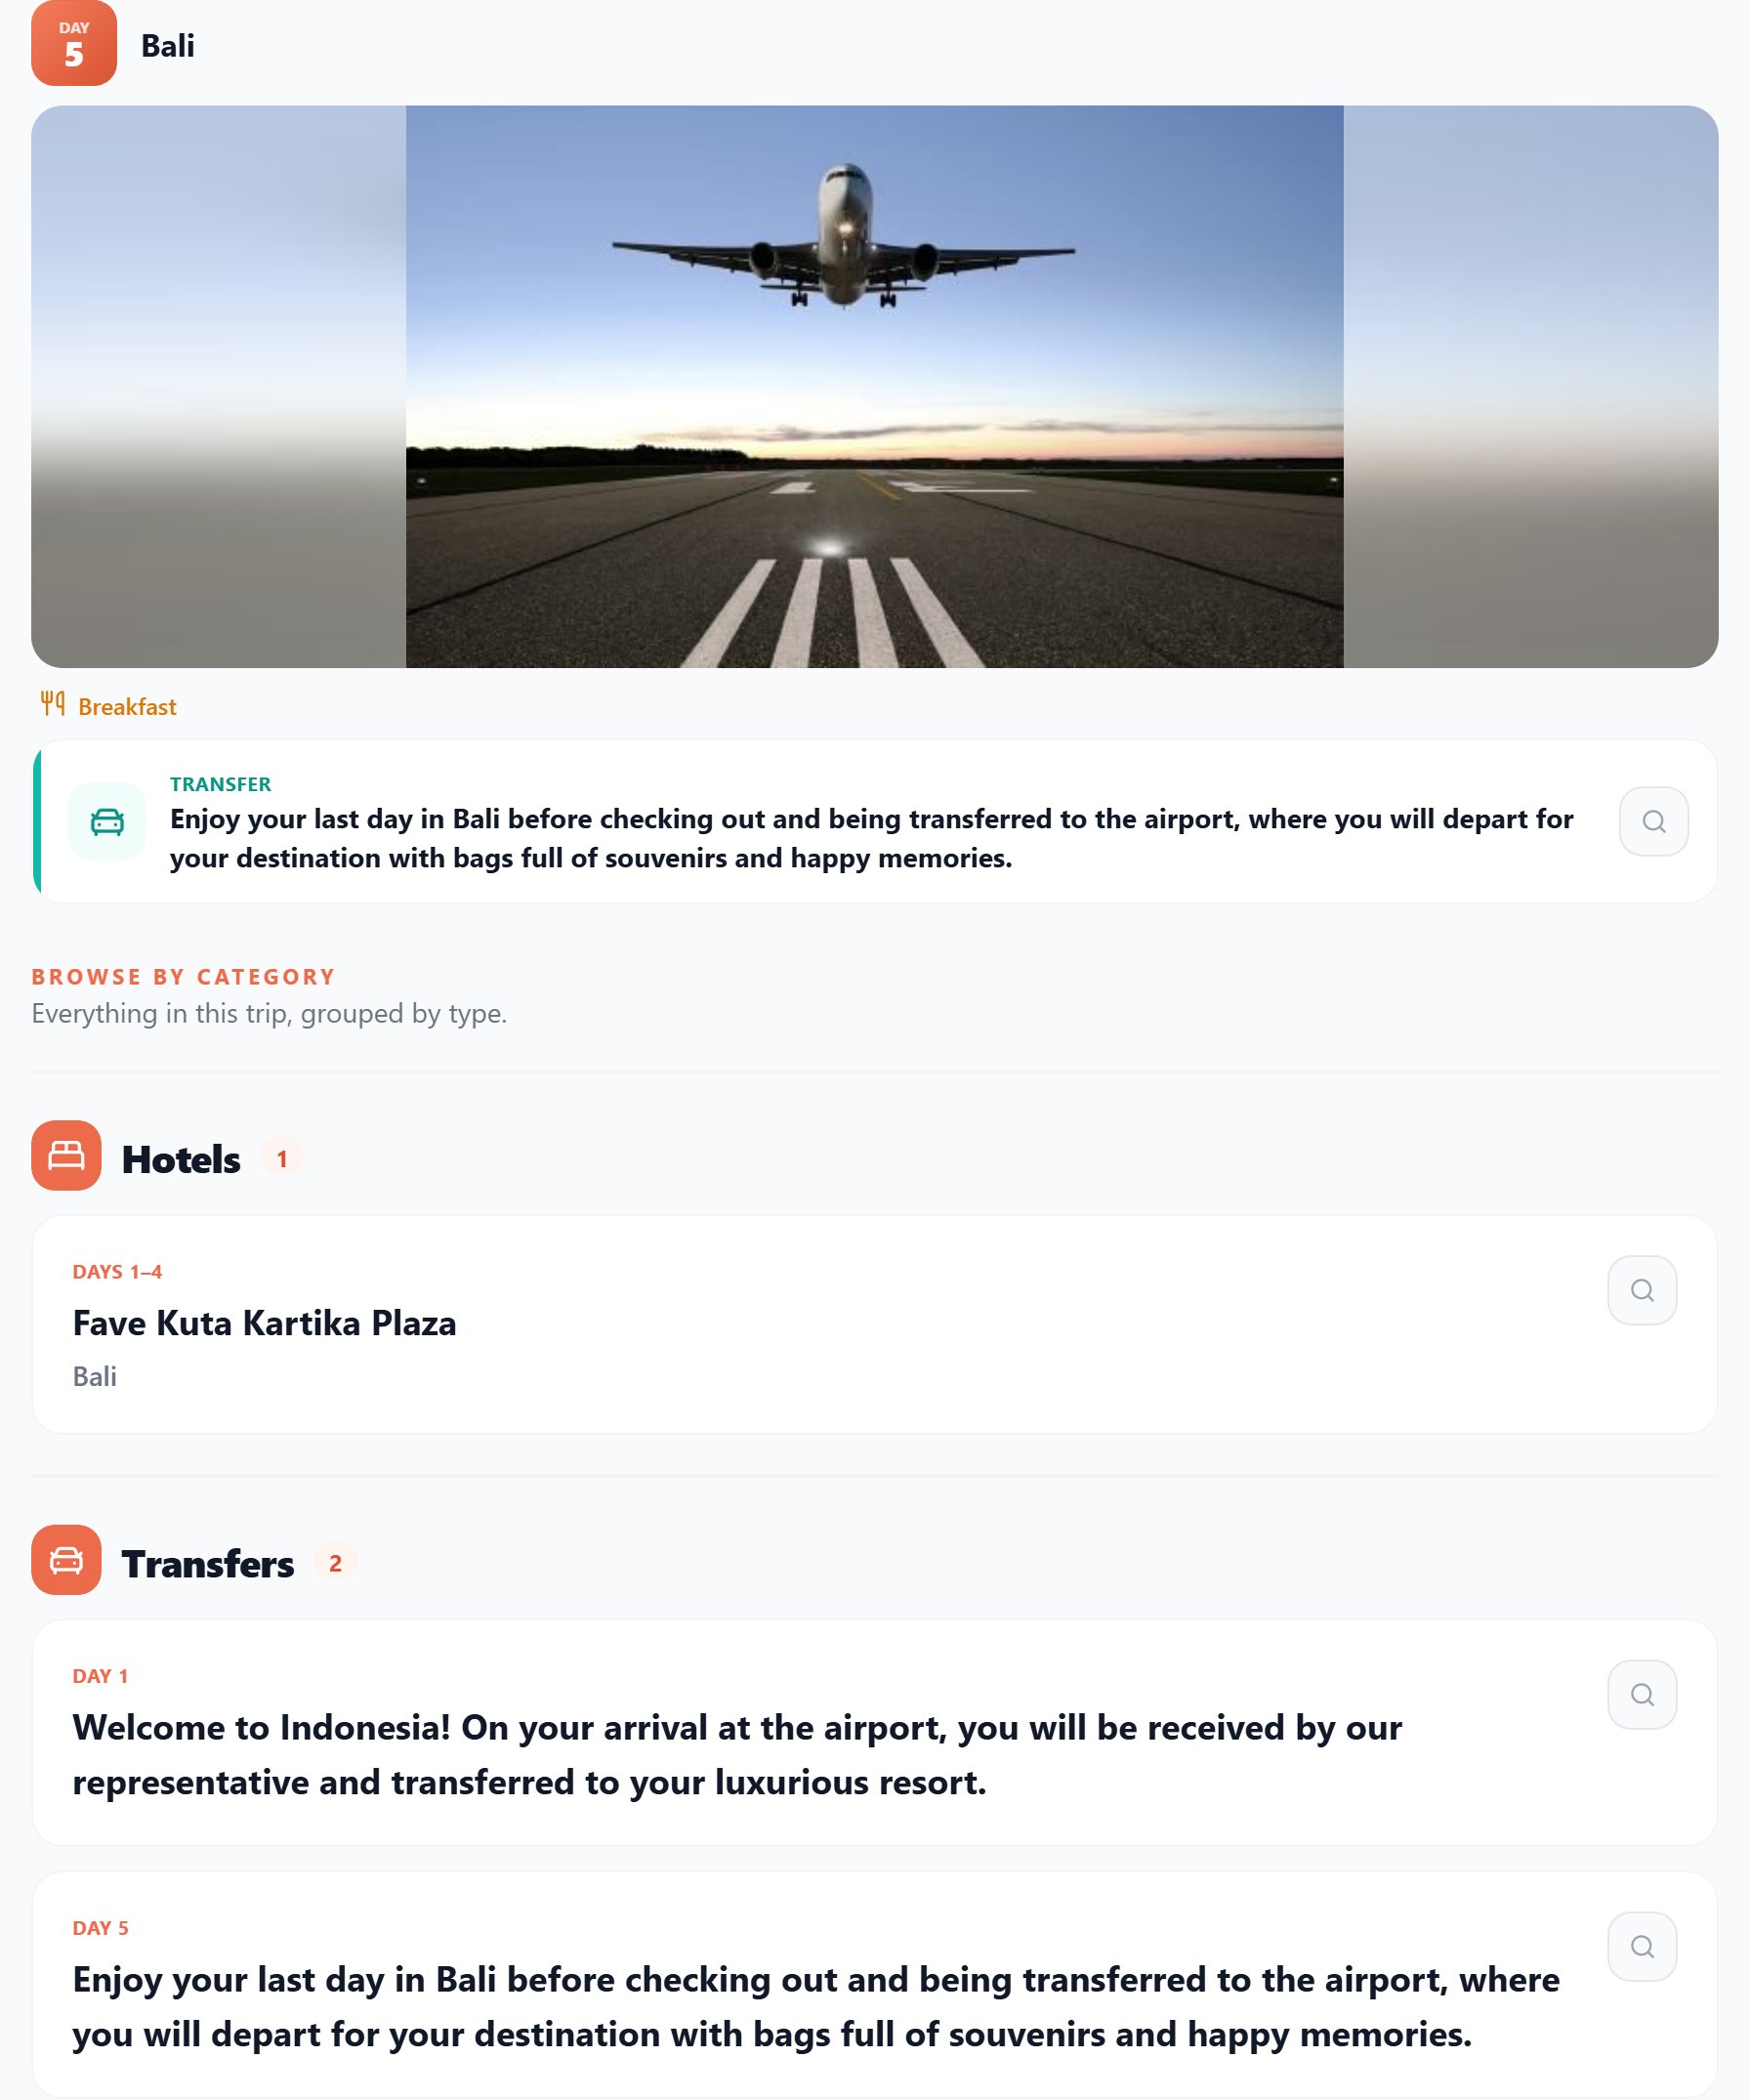 DAY
5
Bali
Breakfast
TRANSFER
Enjoy your last day in Bali before checking out and being transferred to the airport, where you will depart for
your destination with bags full of souvenirs and happy memories.
BROWSE BY CATEGORY
Everything in this trip, grouped by type.
Hotels 1
DAYS 1–4
Fave Kuta Kartika Plaza
Bali
Transfers 2
DAY 1
Welcome to Indonesia! On your arrival at the airport, you will be received by our
representative and transferred to your luxurious resort.
DAY 5
Enjoy your last day in Bali before checking out and being transferred to the airport, where
you will depart for your destination with bags full of souvenirs and happy memories.